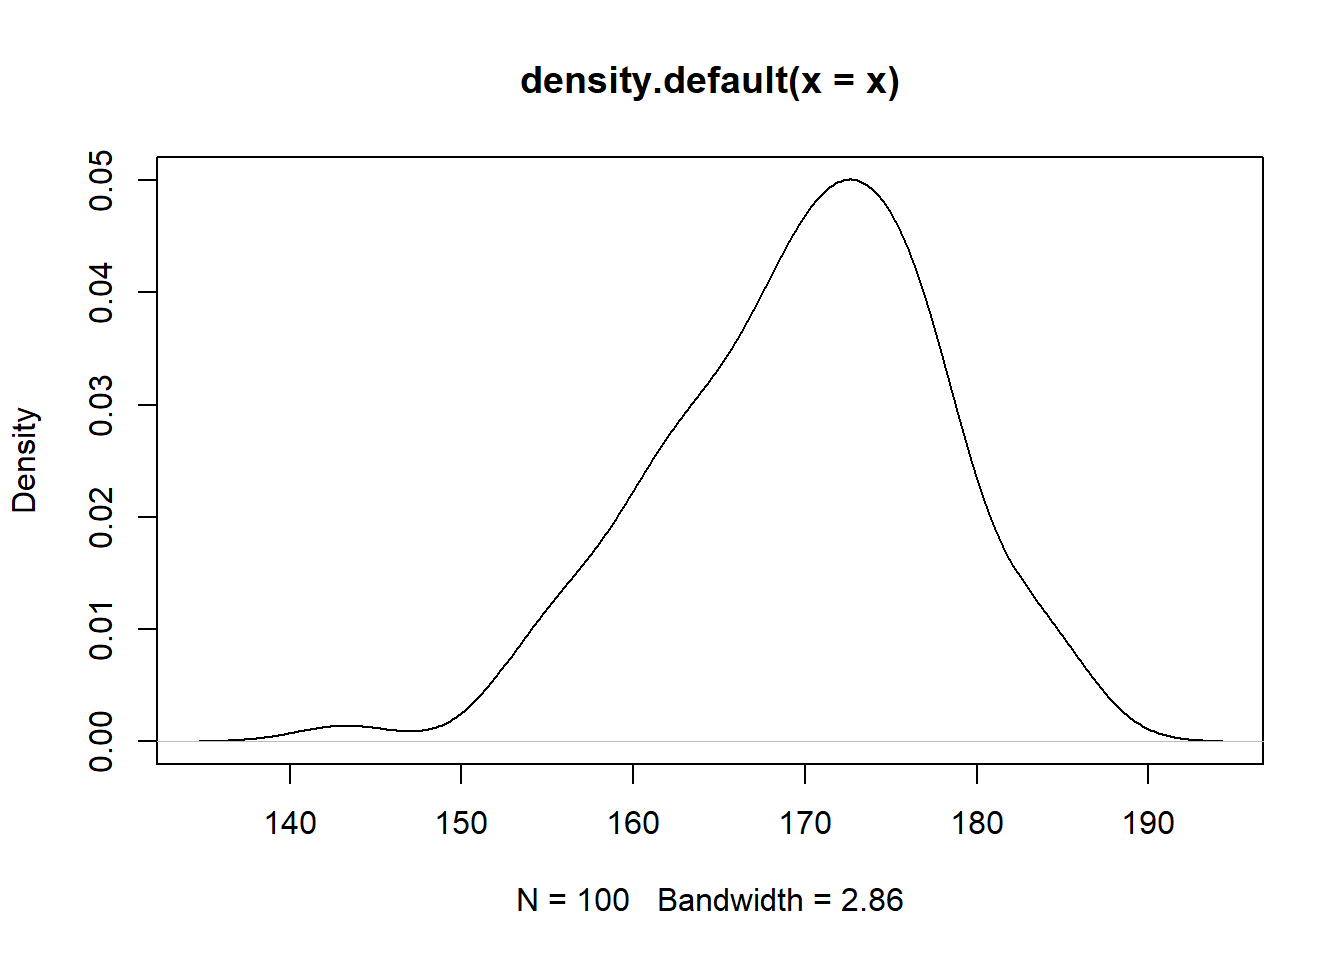 density.default(x = x)
Density
0.05
0.04
0.03
0.02
0.01
0.00
140 150 160 170 180 190
N = 100 Bandwidth = 2.86